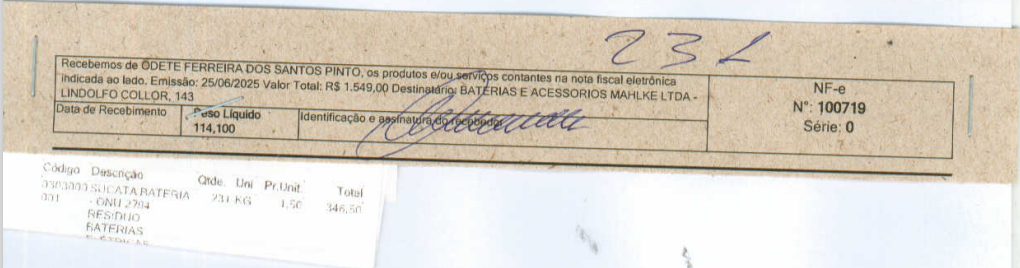 23L
Recebemos de ODETE FERREIRA DOS SANTOS PINTO, os produtos e/ou serviços contantes na nota fiscal eletrônica
indicada ao lado. Emissão: 25/06/2025 Valor Total: R$ 1.549,00 Destinatário: BATERIAS E ACESSORIOS MAHLKE LTDA -
LINDOLFO COLLOR, 143
NF-e
N°: 100719
Série: 0
Data de Recebimento
Peso Líquido
114,100
Identificação e assinatura do recebedor
Código Descrição Qtde. Uni Pr.Unit. Total
0303000 SUCATA BATERIA 231 KG 1,50 346,50
001 - ONU 2794
RESIDUO
BATERIAS